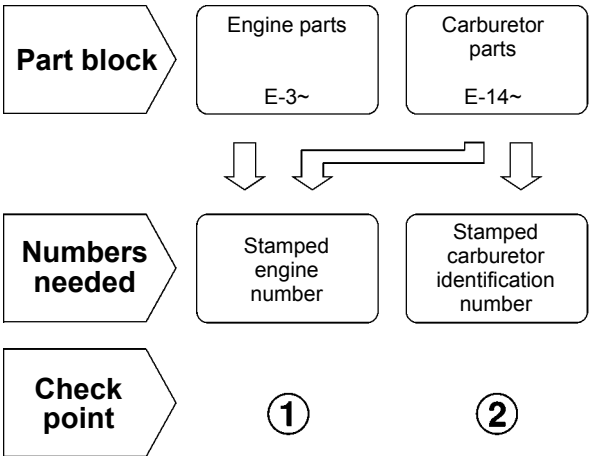 Part block
Engine parts
E-3~
Carburetor
parts
E-14~
Numbers
needed
Stamped
engine
number
Stamped
carburetor
identification
number
Check
point
①
②